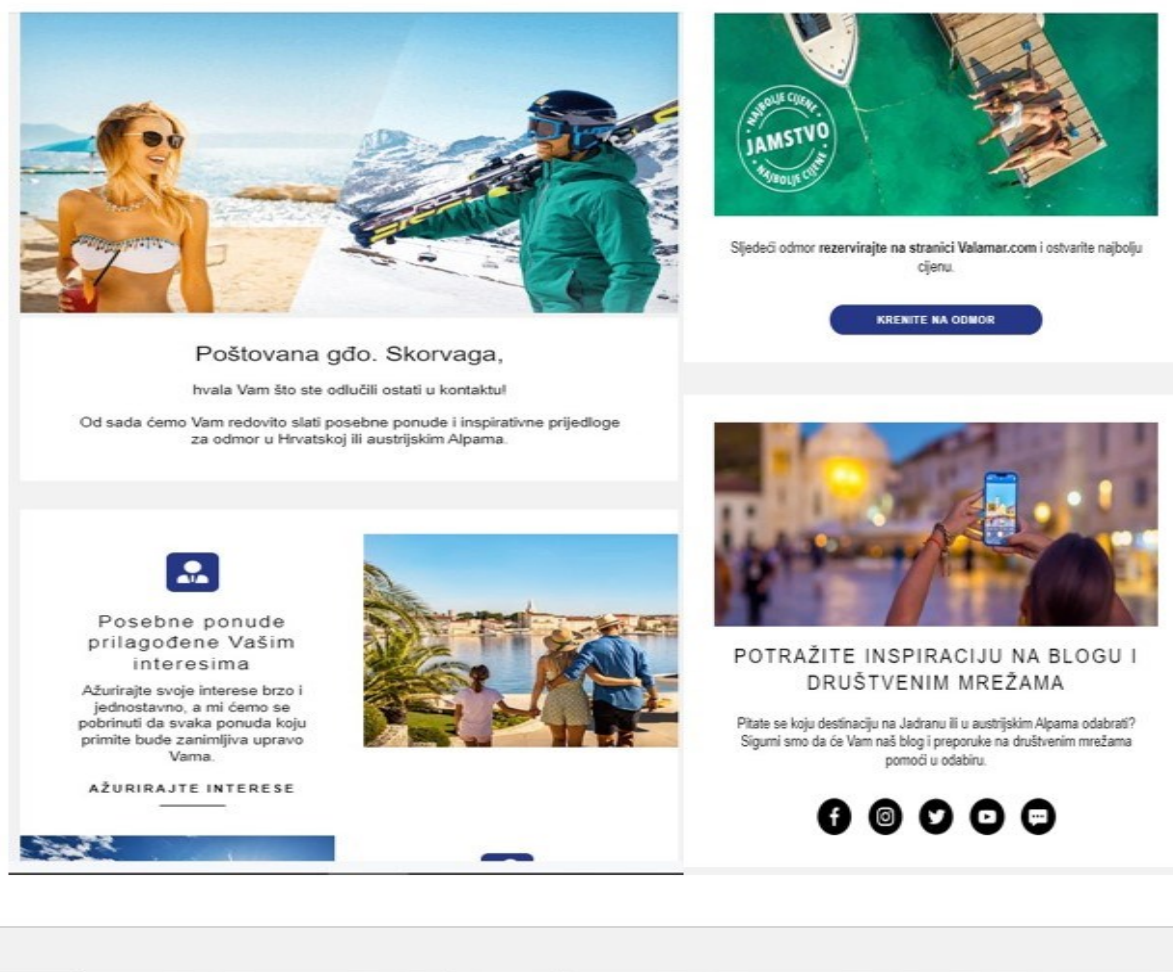 Poštovana gđo. Skorvaga,
hvala Vam što ste odlučili ostati u kontaktu!
Od sada ćemo Vam redovito slati posebne ponude i inspirativne prijedloge
za odmor u Hrvatskoj ili austrijskim Alpama.
Posebne ponude
prilagođene Vašim
interesima
Ažurirajte svoje interese brzo i
jednostavno, a mi ćemo se
pobrinuti da svaka ponuda koju
primite bude zanimljiva upravo
Vama.
AŽURIRAJTE INTERESE
NAJBOLJE CIJENE
JAMSTVO
NAJBOLJE CIJENE
Sljedeći odmor rezervirajte na stranici Valamar.com i ostvarite najbolju
cijenu.
KRENITE NA ODMOR
POTRAŽITE INSPIRACIJU NA BLOGU I
DRUŠTVENIM MREŽAMA
Pitate se koju destinaciju na Jadranu ili u austrijskim Alpama odabrati?
Sigurni smo da će Vam naš blog i preporuke na društvenim mrežama
pomoći u odabiru.